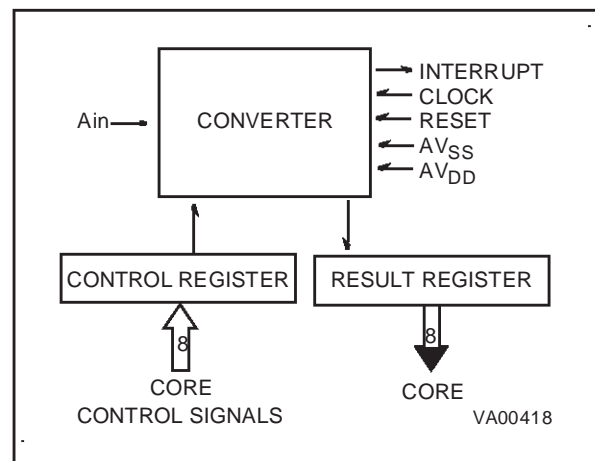 INTERRUPT
CLOCK
Ain
CONVERTER
RESET
AVSS
AVDD
CONTROL REGISTER
RESULT REGISTER
8
8
CORE
CONTROL SIGNALS
CORE
VA00418